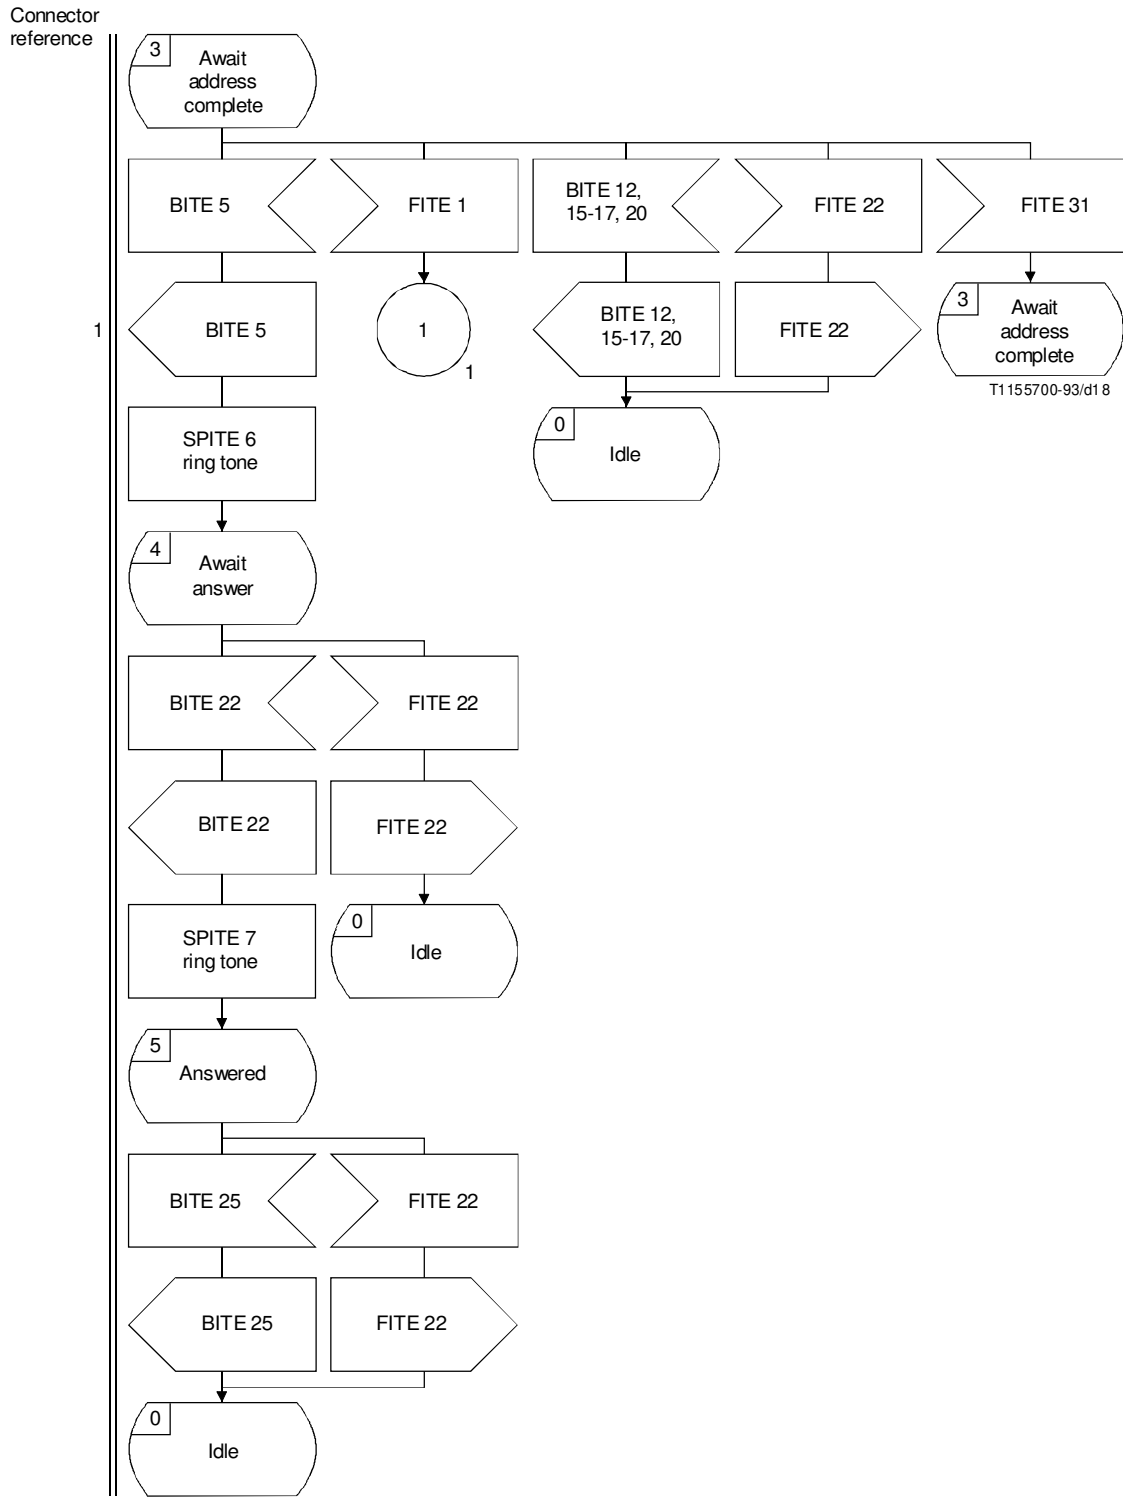 Connector
reference
3
Await
address
complete
BITE 5
FITE 1
BITE 12,
15-17, 20
FITE 22
FITE 31
1
BITE 5
1
1
BITE 12,
15-17, 20
FITE 22
3
Await
address
complete
T1155700-93/d18
SPITE 6
ring tone
0
Idle
4
Await
answer
BITE 22
FITE 22
BITE 22
FITE 22
SPITE 7
ring tone
0
Idle
5
Answered
BITE 25
FITE 22
BITE 25
FITE 22
0
Idle